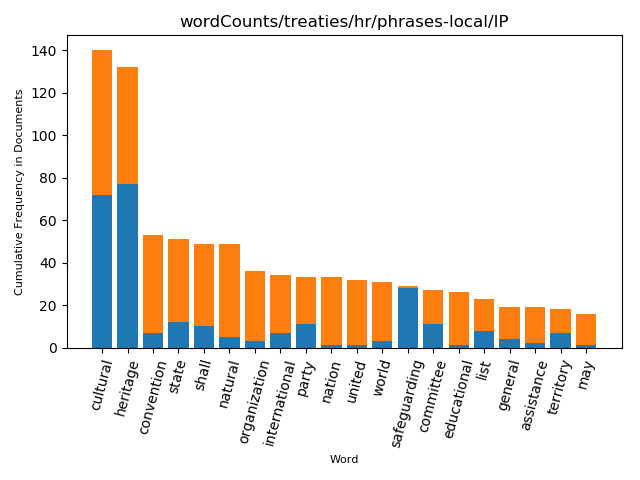 wordCounts/treaties/hr/phrases-local/IP
Cumulative Frequency in Documents
140
120
100
80
60
40
20
0
cultural
heritage
convention
state
shall
natural
organization
international
party
nation
united
world
safeguarding
committee
educational
list
general
assistance
territory
may
Word